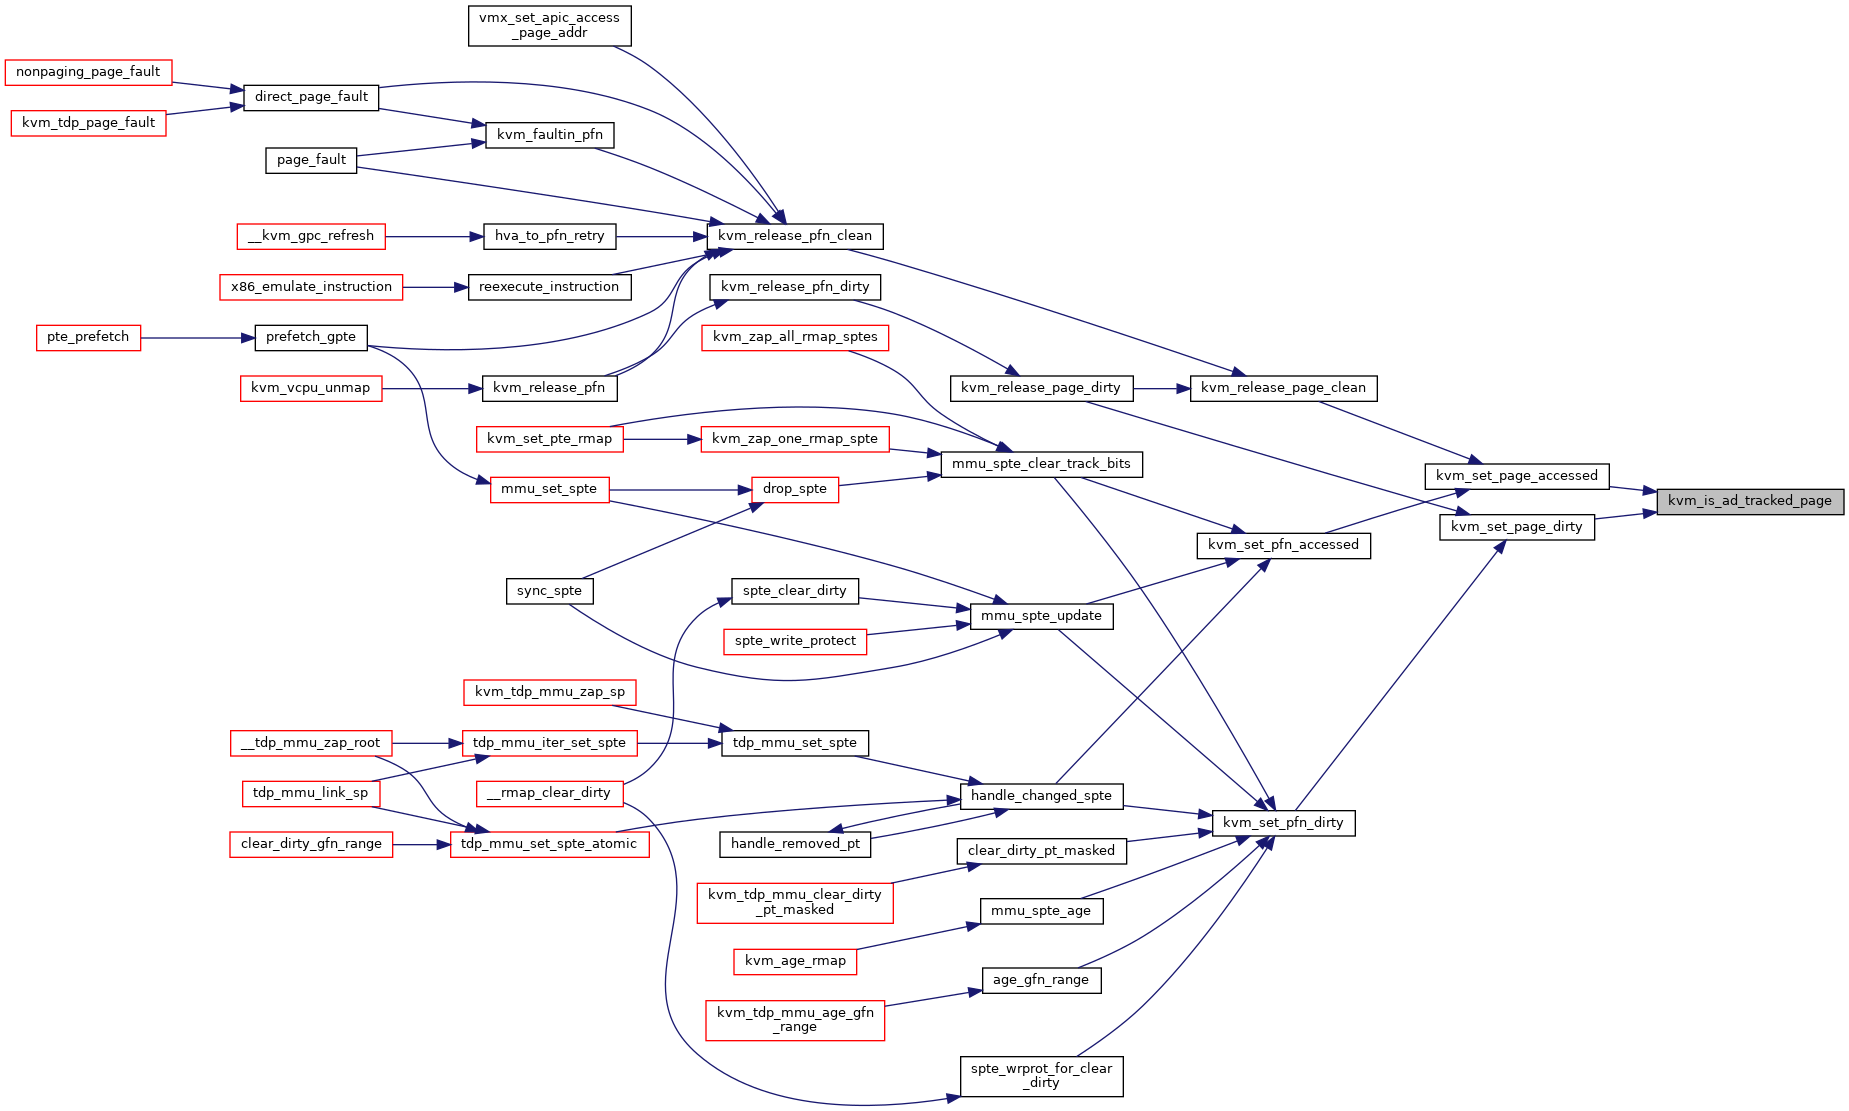 vmx_set_apic_access
_page_addr
nonpaging_page_fault
direct_page_fault
kvm_tdp_page_fault
kvm_faultin_pfn
page_fault
__kvm_gpc_refresh
hva_to_pfn_retry
kvm_release_pfn_clean
x86_emulate_instruction
reexecute_instruction
kvm_release_pfn_dirty
pte_prefetch
prefetch_gpte
kvm_zap_all_rmap_sptes
kvm_vcpu_unmap
kvm_release_pfn
kvm_release_page_dirty
kvm_release_page_clean
kvm_set_pte_rmap
kvm_zap_one_rmap_spte
mmu_spte_clear_track_bits
kvm_set_page_accessed
mmu_set_spte
drop_spte
kvm_is_ad_tracked_page
kvm_set_page_dirty
kvm_set_pfn_accessed
sync_spte
spte_clear_dirty
mmu_spte_update
spte_write_protect
kvm_tdp_mmu_zap_sp
__tdp_mmu_zap_root
tdp_mmu_iter_set_spte
tdp_mmu_set_spte
tdp_mmu_link_sp
__rmap_clear_dirty
handle_changed_spte
kvm_set_pfn_dirty
clear_dirty_gfn_range
tdp_mmu_set_spte_atomic
handle_removed_pt
clear_dirty_pt_masked
kvm_tdp_mmu_clear_dirty
_pt_masked
mmu_spte_age
kvm_age_rmap
age_gfn_range
kvm_tdp_mmu_age_gfn
_range
spte_wrprot_for_clear
_dirty